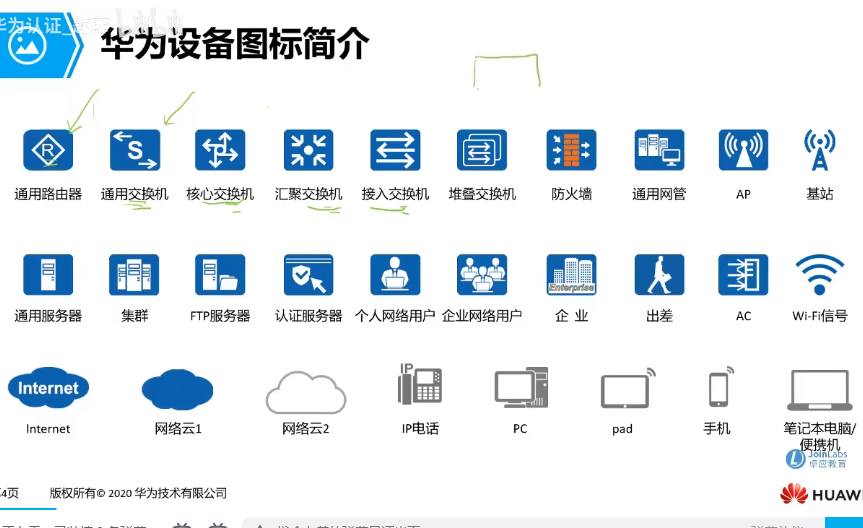 华为认证_
华为设备图标简介
R
S
通用路由器 通用交换机 核心交换机 汇聚交换机 接入交换机 堆叠交换机 防火墙 通用网管 AP 基站
Enterprise
通用服务器 集群 FTP服务器 认证服务器 个人网络用户 企业网络用户 企 业 出差 AC Wi-Fi信号
Internet
IP
Internet 网络云1 网络云2 IP电话 PC pad 手机 笔记本电脑/
便携机
JoinLabs
卓应教育
4页 版权所有© 2020 华为技术有限公司
HUAWE